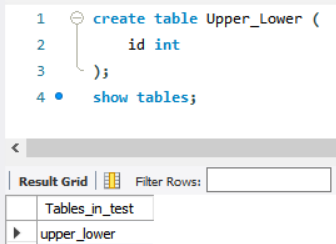 1 create table Upper_Lower (
2 id int
3 );
4 show tables;
Result Grid Filter Rows:
Tables_in_test
upper_lower